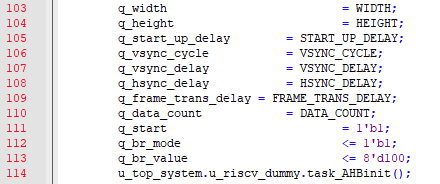 103 q_width = WIDTH;
104 q_height = HEIGHT;
105 q_start_up_delay = START_UP_DELAY;
106 q_vsync_cycle = VSYNC_CYCLE;
107 q_vsync_delay = VSYNC_DELAY;
108 q_hsync_delay = HSYNC_DELAY;
109 q_frame_trans_delay = FRAME_TRANS_DELAY;
110 q_data_count = DATA_COUNT;
111 q_start = 1'b1;
112 q_br_mode <= 1'b1;
113 q_br_value <= 8'd100;
114 u_top_system.u_riscv_dummy.task_AHBinit();